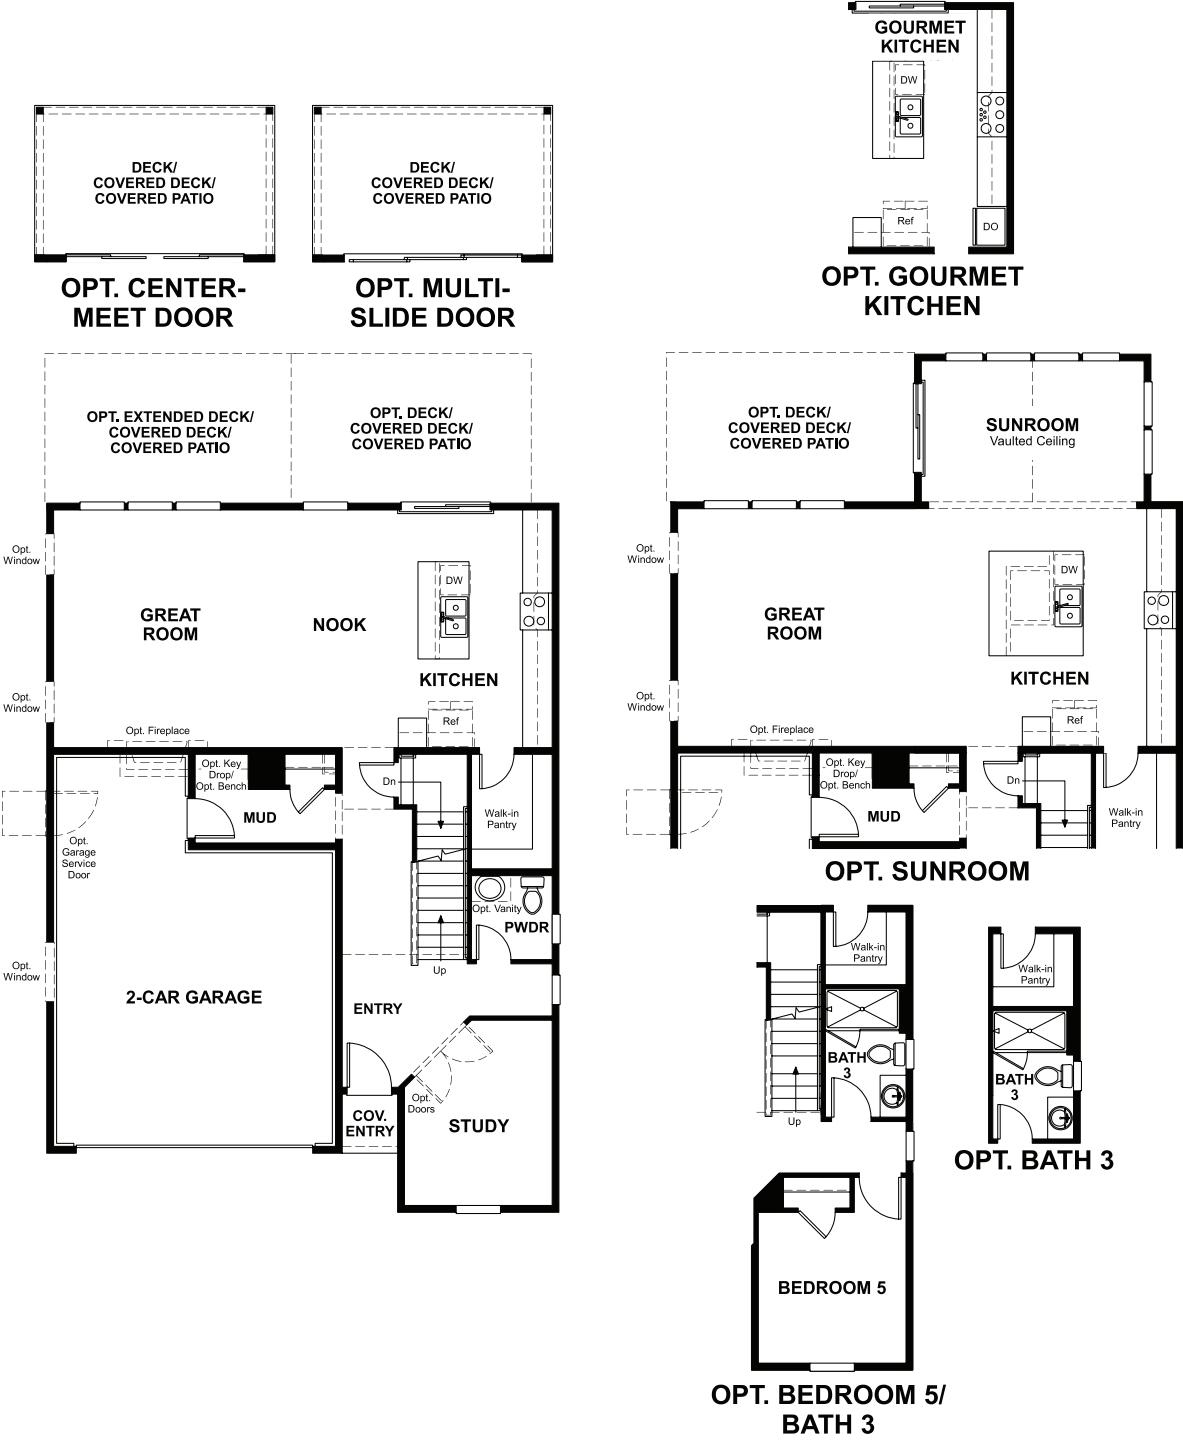 DECK/
COVERED DECK/
COVERED PATIO
OPT. CENTER-
MEET DOOR
DECK/
COVERED DECK/
COVERED PATIO
OPT. MULTI-
SLIDE DOOR
GOURMET
KITCHEN
DW
Ref
DO
OPT. GOURMET
KITCHEN
OPT. EXTENDED DECK/
COVERED DECK/
COVERED PATIO
OPT. DECK/
COVERED DECK/
COVERED PATIO
Opt.
Window
GREAT
ROOM
NOOK
DW
KITCHEN
Opt.
Window
Opt. Fireplace
Ref
Opt. Key
Drop/
Opt. Bench
Dn
MUD
Walk-in
Pantry
Opt.
Garage
Service
Door
Opt. Vanity
PWDR
Opt.
Window
Up
2-CAR GARAGE
ENTRY
Opt.
Doors
COV.
ENTRY
STUDY
OPT. DECK/
COVERED DECK/
COVERED PATIO
SUNROOM
Vaulted Ceiling
Opt.
Window
DW
GREAT
ROOM
KITCHEN
Opt.
Window
Ref
Opt. Fireplace
Opt. Key
Drop/
Opt. Bench
Dn
MUD
Walk-in
Pantry
OPT. SUNROOM
Walk-in
Pantry
BATH
3
Up
BEDROOM 5
OPT. BEDROOM 5/
BATH 3
Walk-in
Pantry
BATH
3
OPT. BATH 3